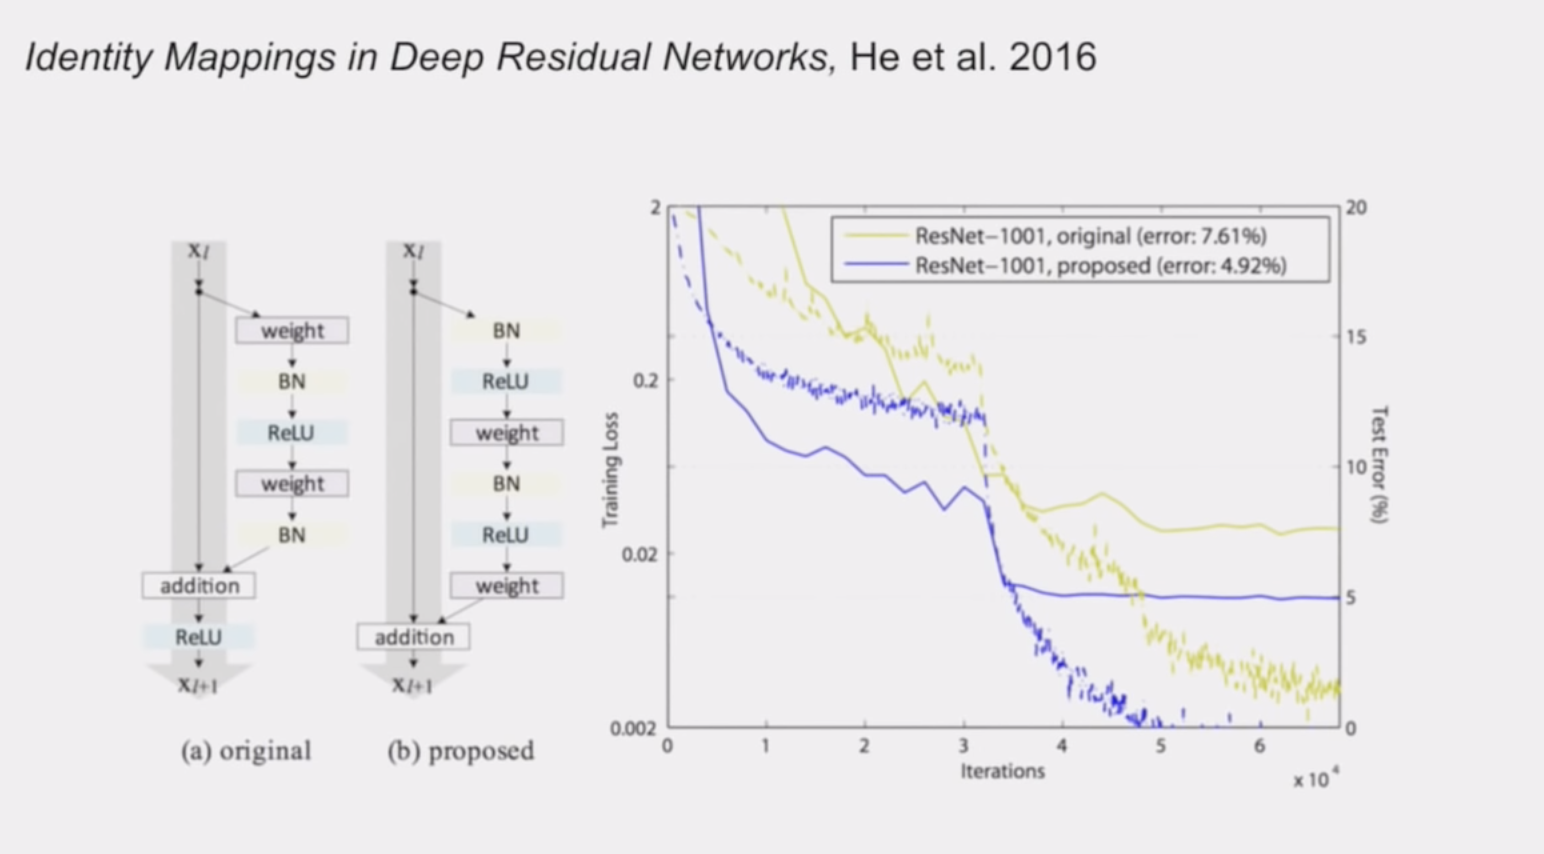 Identity Mappings in Deep Residual Networks, He et al. 2016
x_l
weight
BN
ReLU
weight
BN
addition
ReLU
x_{l+1}
(a) original
x_l
BN
ReLU
weight
BN
ReLU
weight
addition
x_{l+1}
(b) proposed
2
0.2
0.02
0.002
Training Loss
ResNet−1001, original (error: 7.61%)
ResNet−1001, proposed (error: 4.92%)
20
15
10
5
0
Test Error (%)
0 1 2 3 4 5 6
Iterations
x 10^4